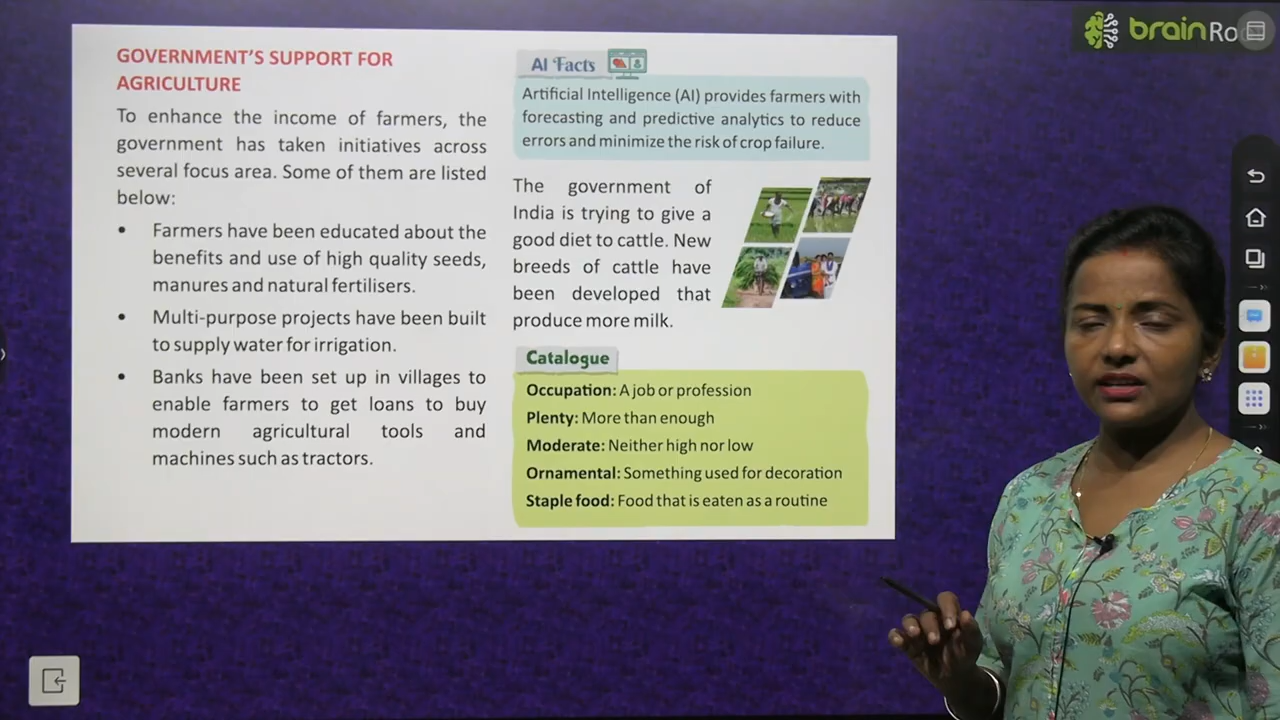 GOVERNMENT'S SUPPORT FOR
AGRICULTURE
To enhance the income of farmers, the
government has taken initiatives across
several focus area. Some of them are listed
below:
• Farmers have been educated about the
benefits and use of high quality seeds,
manures and natural fertilisers.
• Multi-purpose projects have been built
to supply water for irrigation.
• Banks have been set up in villages to
enable farmers to get loans to buy
modern agricultural tools and
machines such as tractors.
AI Facts
Artificial Intelligence (AI) provides farmers with
forecasting and predictive analytics to reduce
errors and minimize the risk of crop failure.
The government of
India is trying to give a
good diet to cattle. New
breeds of cattle have
been developed that
produce more milk.
Catalogue
Occupation: A job or profession
Plenty: More than enough
Moderate: Neither high nor low
Ornamental: Something used for decoration
Staple food: Food that is eaten as a routine